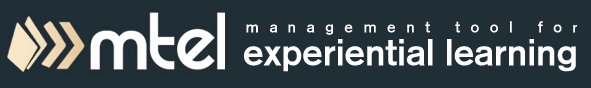 mtel
management tool for
experiential learning